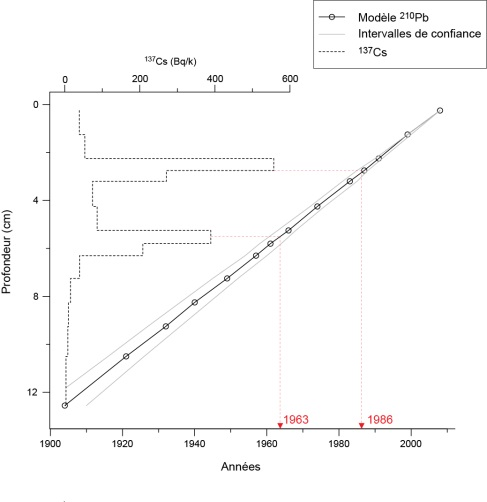 Modèle ²¹⁰Pb
Intervalles de confiance
¹³⁷Cs
¹³⁷Cs (Bq/k)
0 200 400 600
0
4
8
12
Profondeur (cm)
1963
1986
1900 1920 1940 1960 1980 2000
Années